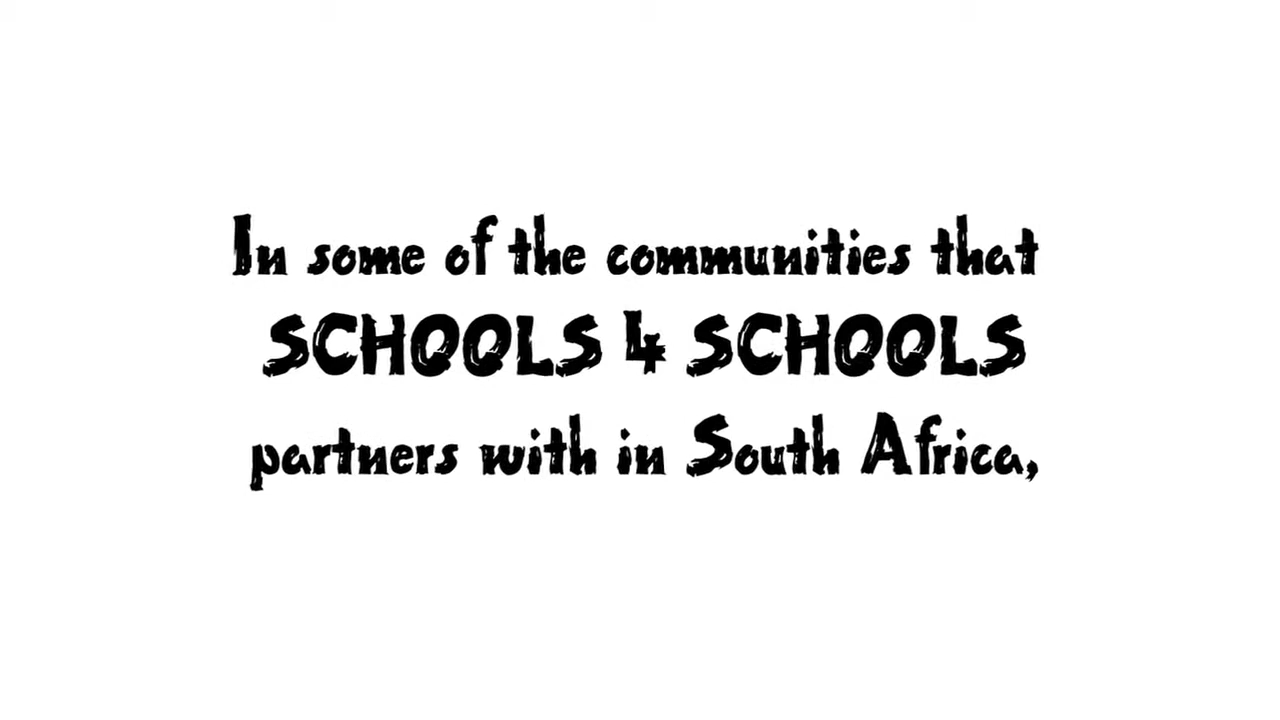 In some of the communities that
SCHOOLS 4 SCHOOLS
partners with in South Africa,